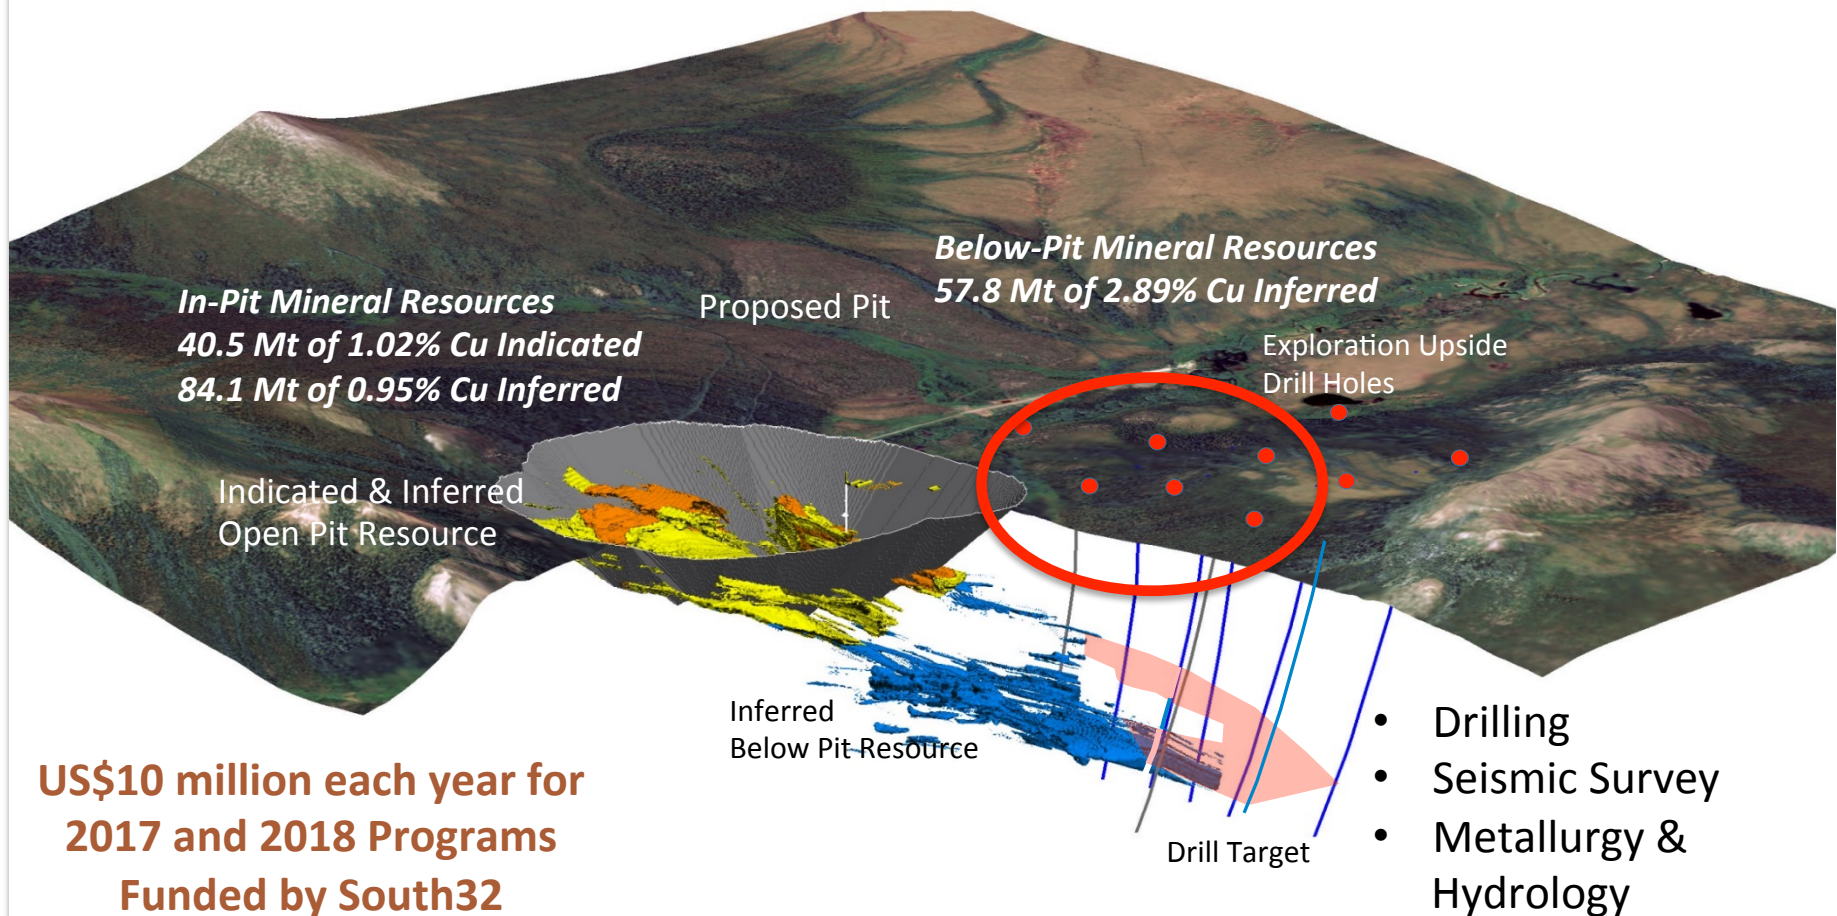 In-Pit Mineral Resources
40.5 Mt of 1.02% Cu Indicated
84.1 Mt of 0.95% Cu Inferred
Proposed Pit
Below-Pit Mineral Resources
57.8 Mt of 2.89% Cu Inferred
Exploration Upside
Drill Holes
Indicated & Inferred
Open Pit Resource
Inferred
Below Pit Resource
Drill Target
US$10 million each year for
2017 and 2018 Programs
Funded by South32
• Drilling
• Seismic Survey
• Metallurgy &
Hydrology